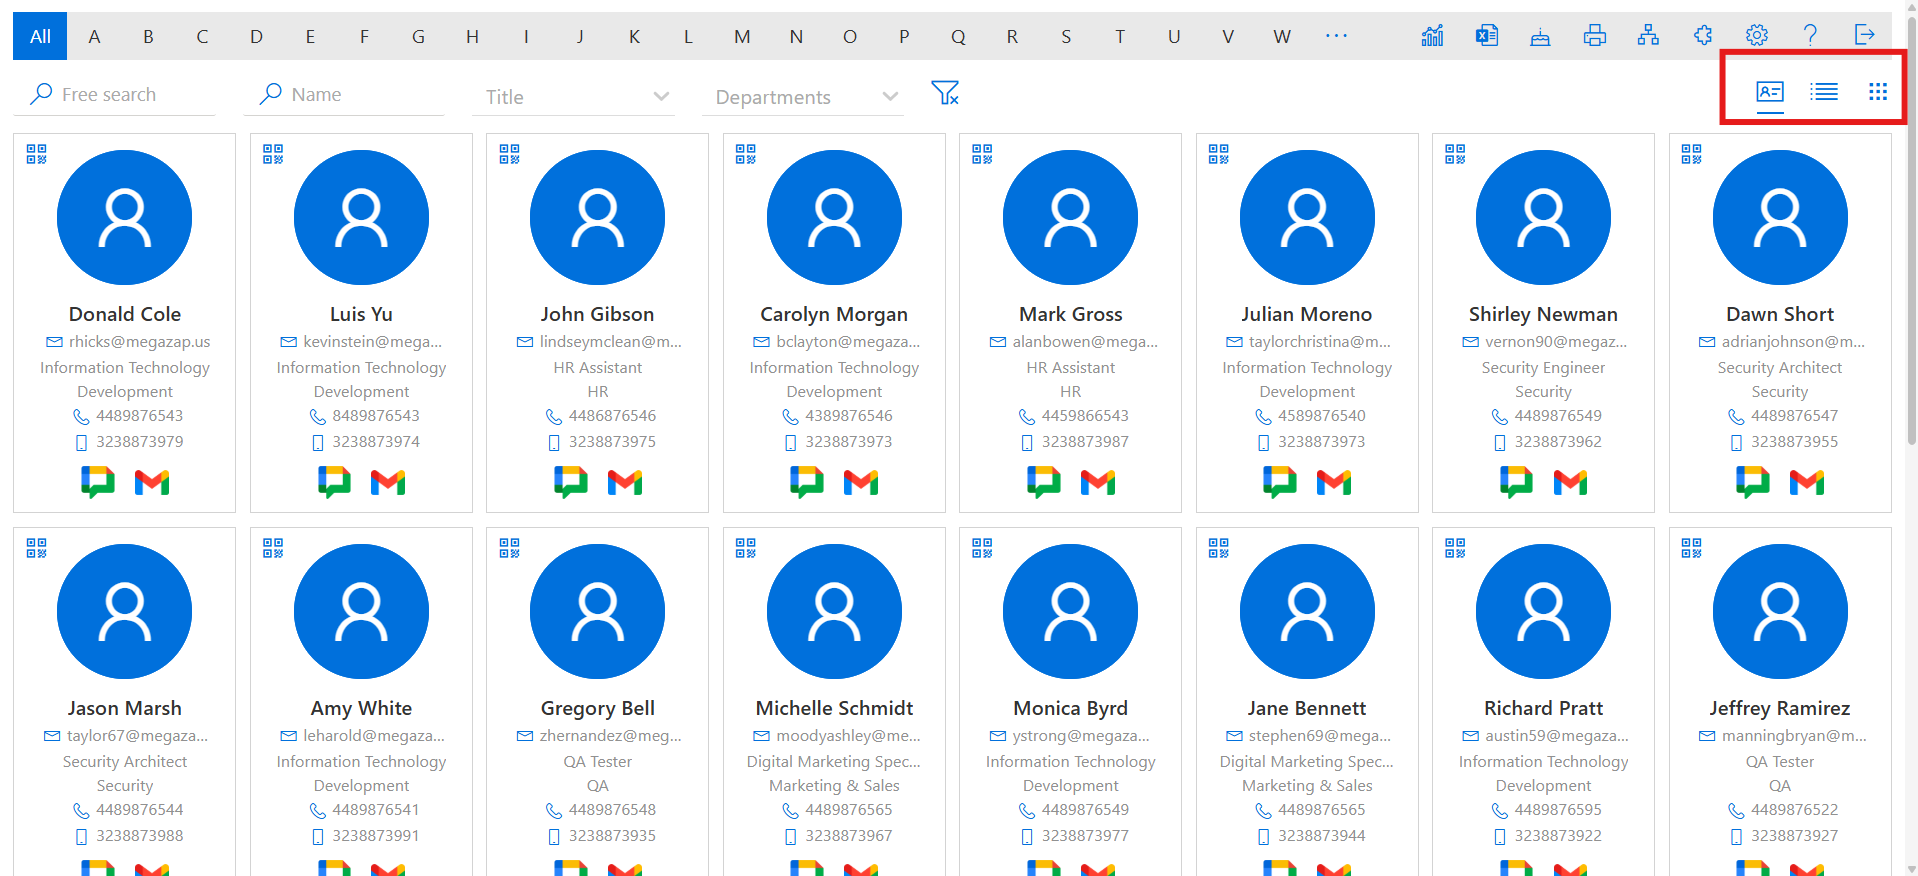 All A B C D E F G H I J K L M N O P Q R S T U V W ...
Free search Name Title Departments
Donald Cole Luis Yu John Gibson Carolyn Morgan Mark Gross Julian Moreno Shirley Newman Dawn Short
rhicks@megazap.us kevinstein@mega... lindseymclean@m... bclayton@megaza... alanbowen@mega... taylorchristina@m... vernon90@megaz... adrianjohnson@m...
Information Technology Information Technology HR Assistant Information Technology HR Assistant Information Technology Security Engineer Security Architect
Development Development HR Development HR Development Security Security
4489876543 8489876543 4486876546 4389876546 4459866543 4589876540 4489876549 4489876547
3238873979 3238873974 3238873975 3238873973 3238873987 3238873973 3238873962 3238873955
Jason Marsh Amy White Gregory Bell Michelle Schmidt Monica Byrd Jane Bennett Richard Pratt Jeffrey Ramirez
taylor67@megaza... leharold@megaza... zhernandez@meg... moodyashley@me... ystrong@megaza... stephen69@mega... austin59@megaza... manningbryan@m...
Security Architect Information Technology QA Tester Digital Marketing Spec... Information Technology Digital Marketing Spec... Information Technology QA Tester
Security Development QA Marketing & Sales Development Marketing & Sales Development QA
4489876544 4489876541 4489876548 4489876565 4489876549 4489876565 4489876595 4489876522
3238873988 3238873991 3238873935 3238873967 3238873977 3238873944 3238873922 3238873927